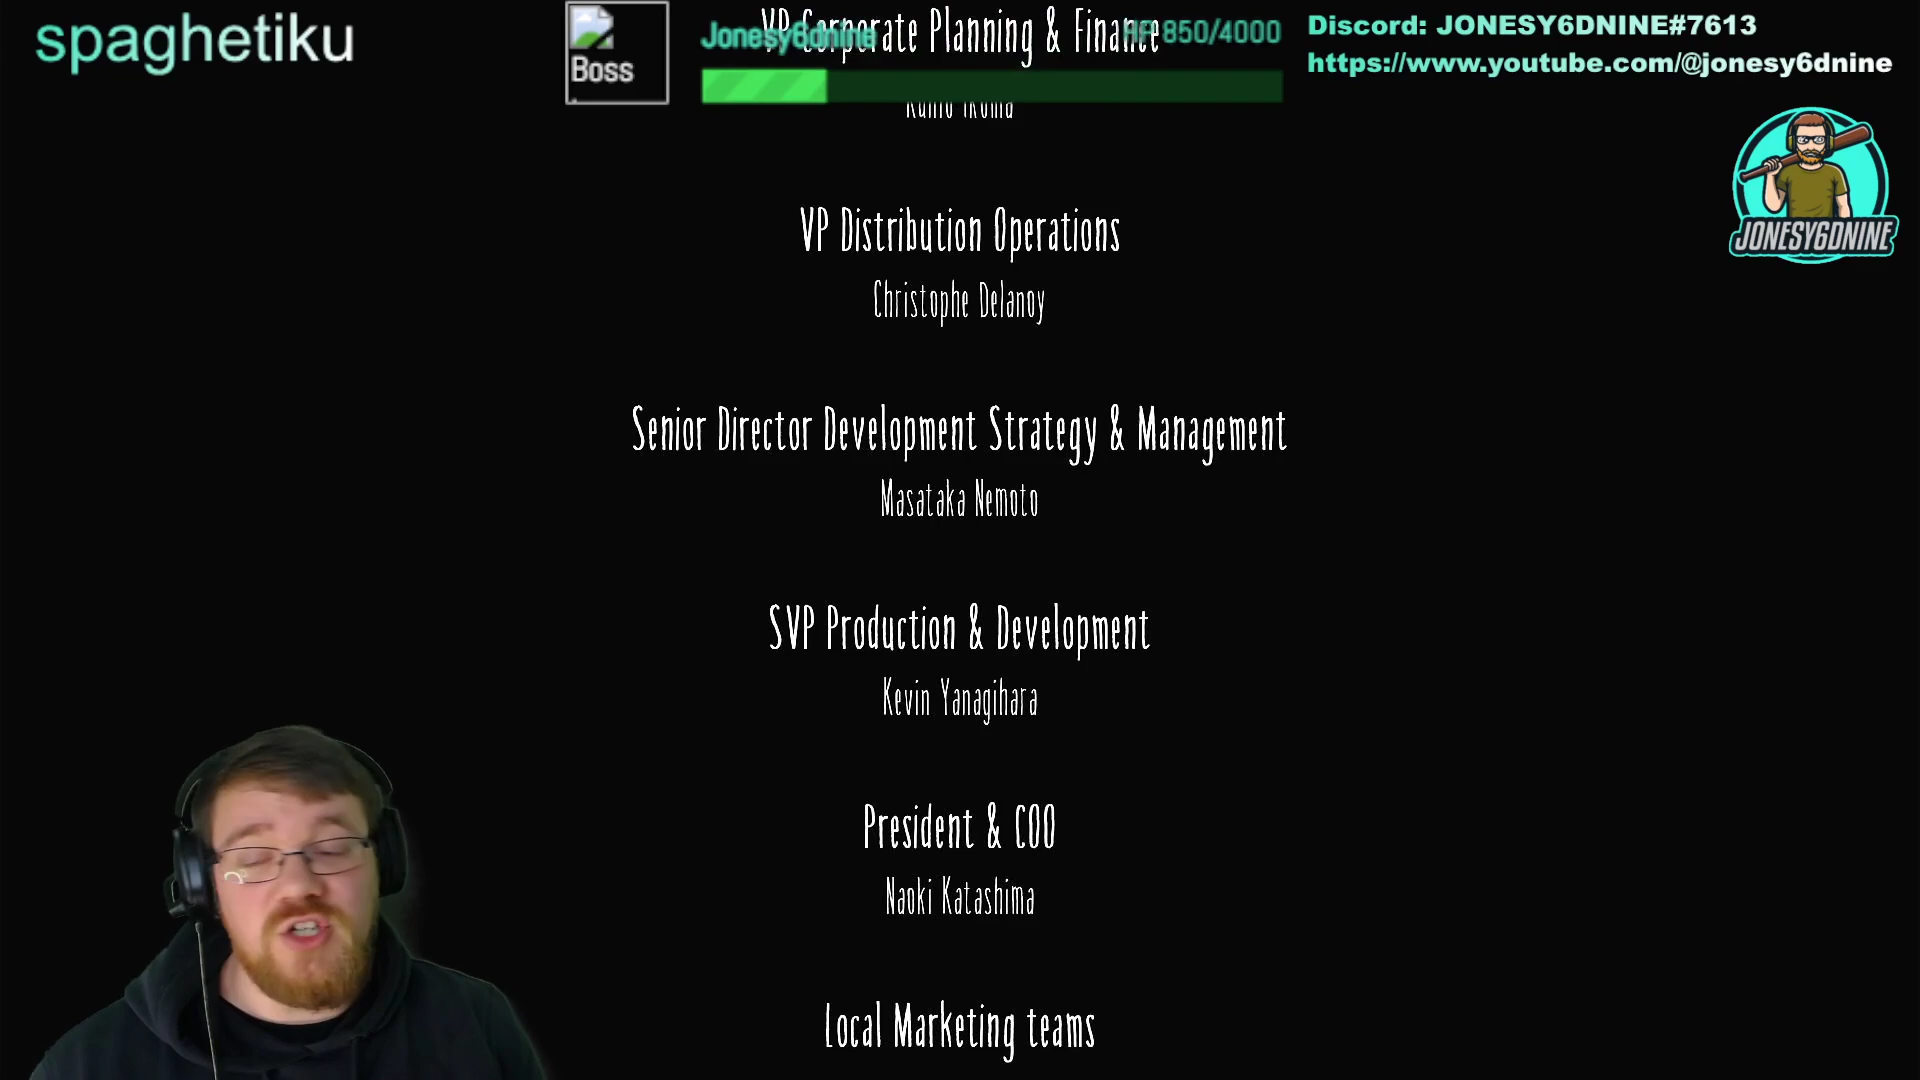 spaghetiku
Boss
VP Corporate Planning & Finance
Jonesy6dnine
HP 850/4000
Discord: JONESY6DNINE#7613
https://www.youtube.com/@jonesy6dnine
JONESY6DNINE
VP Distribution Operations
Christophe Delanoy
Senior Director Development Strategy & Management
Masataka Nemoto
SVP Production & Development
Kevin Yanagihara
President & COO
Naoki Katashima
Local Marketing teams